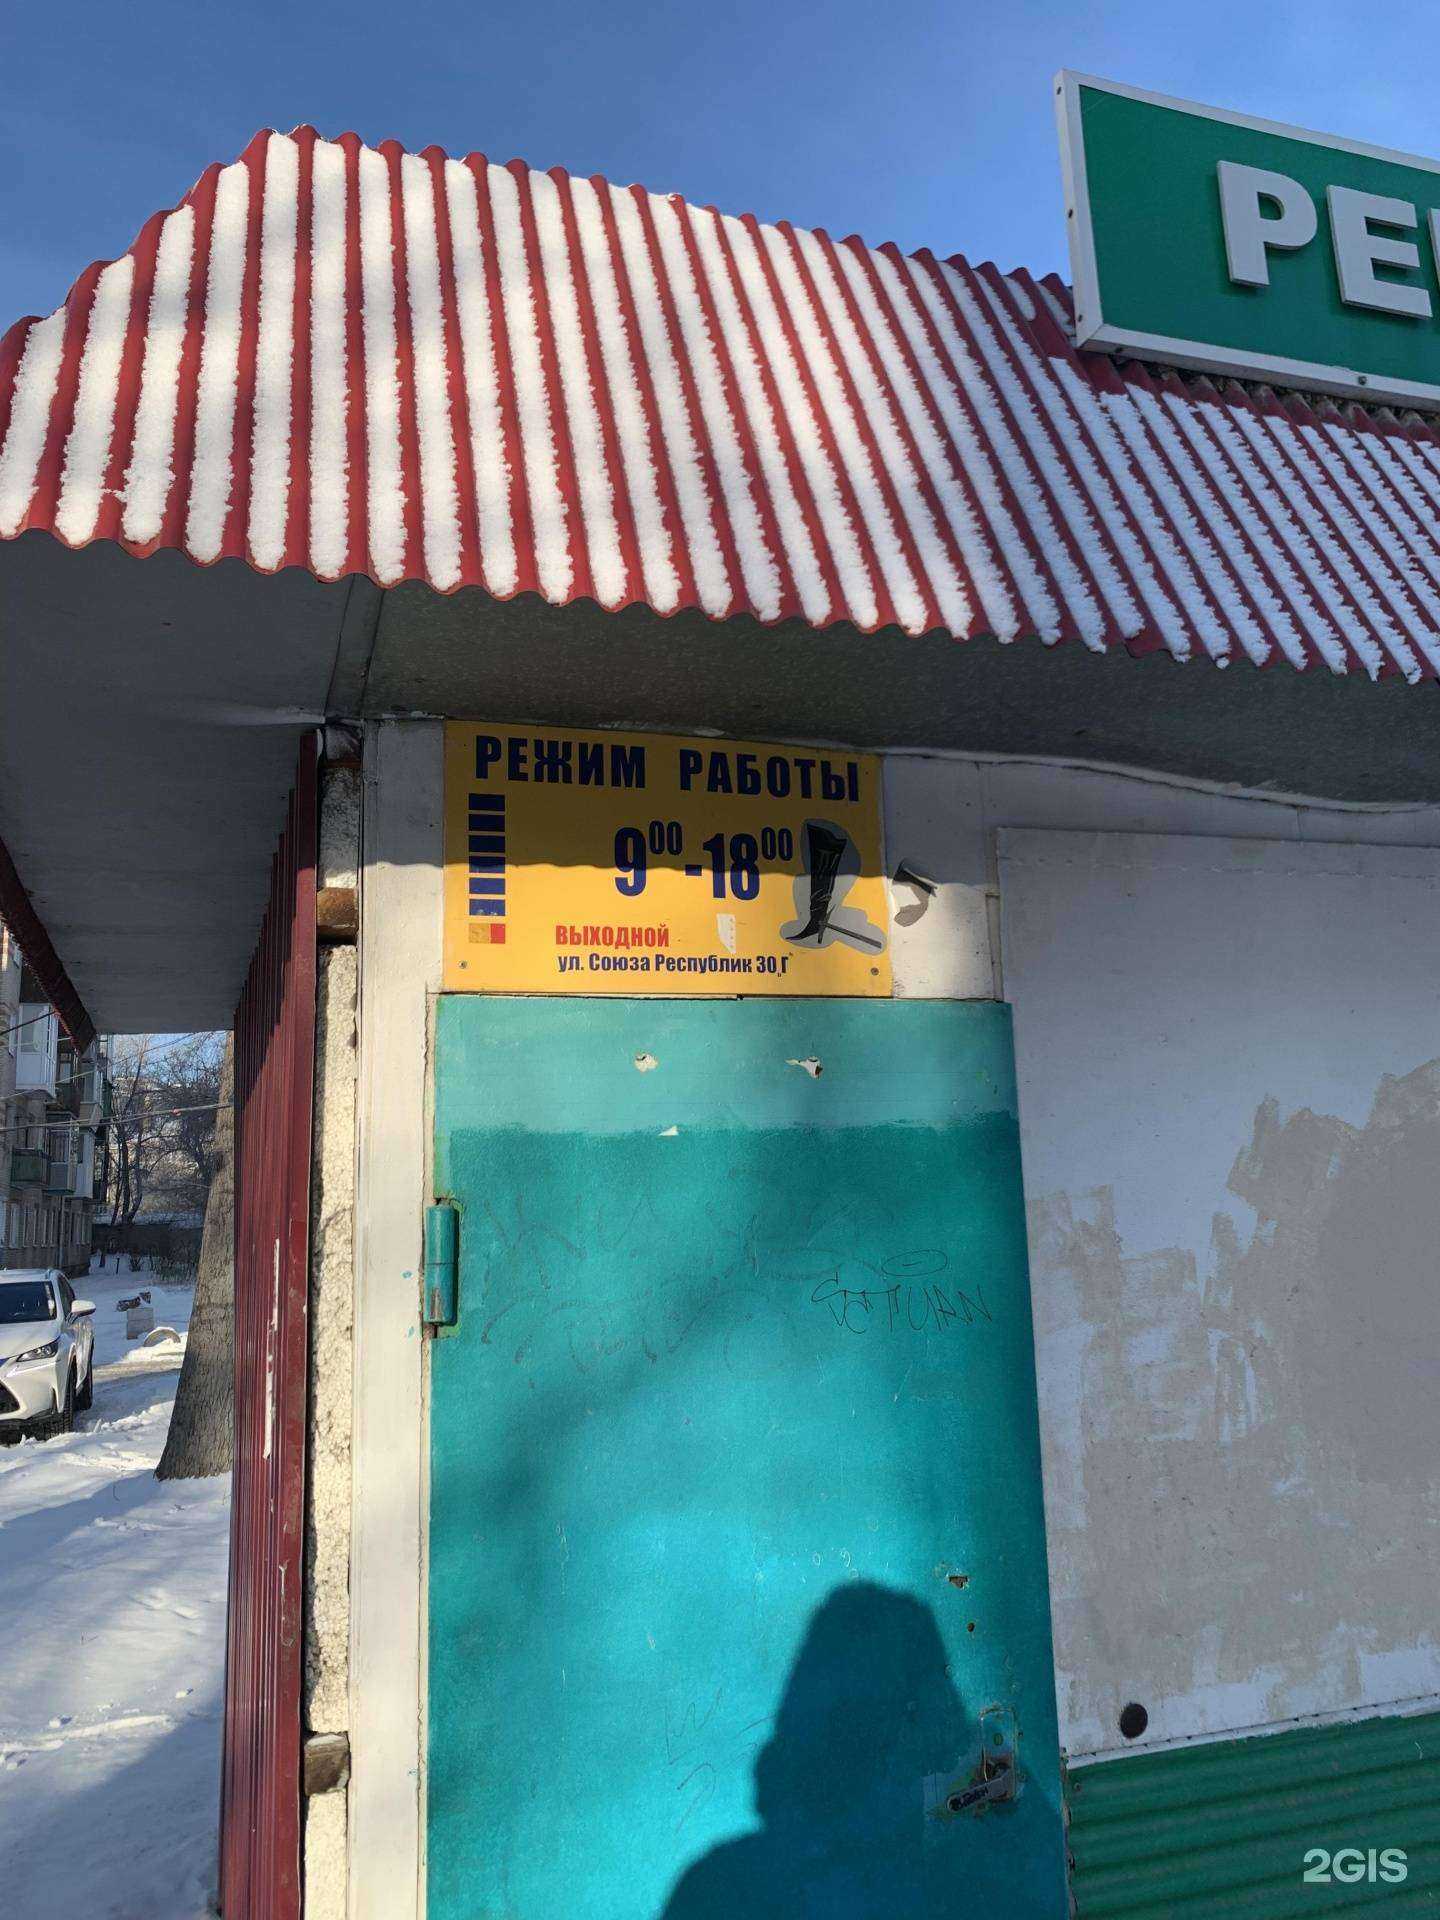 РЕ
РЕЖИМ РАБОТЫ
9⁰⁰-18⁰⁰
ВЫХОДНОЙ
ул. Союза Республик 30„Г"
SATURN
2GIS